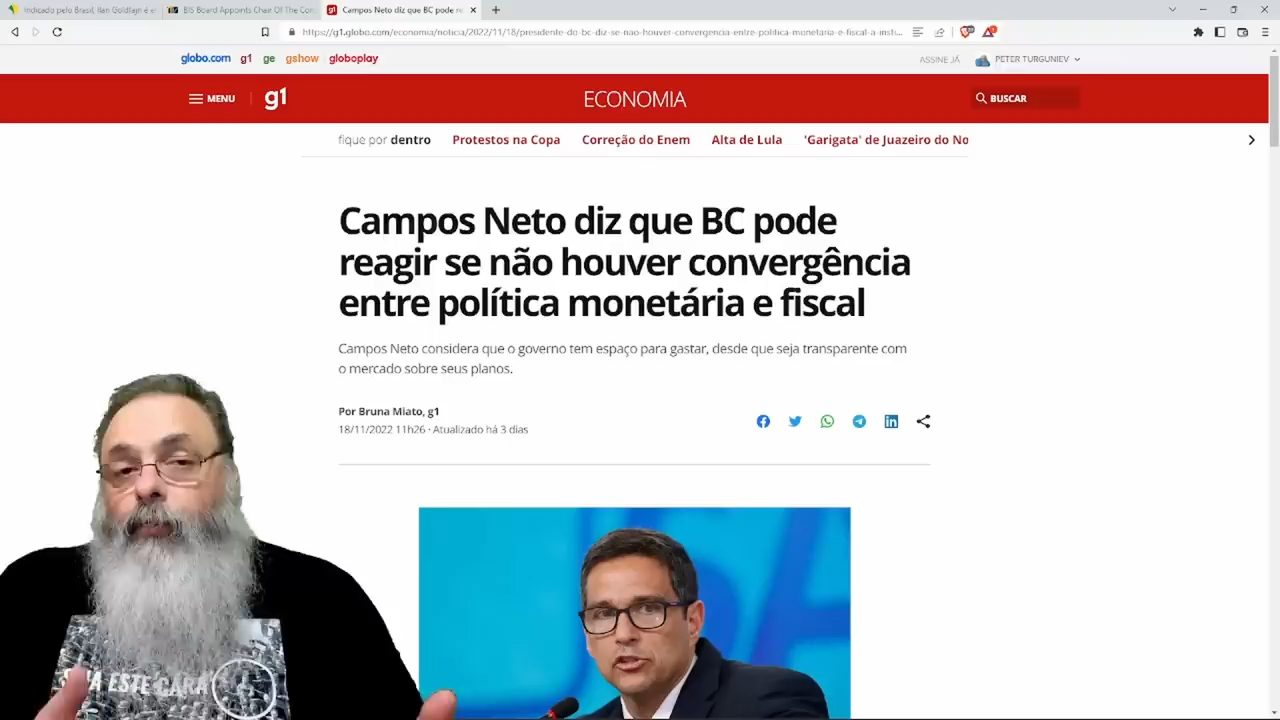 Indicado pelo Brasil, Ilan Goldfajn é e
BIS Board Appoints Chair Of The Con
Campos Neto diz que BC pode r
https://g1.globo.com/economia/noticia/2022/11/18/presidente-do-bc-diz-se-nao-houver-convergencia-entre-politica-monetaria-e-fiscal-a-insti...
globo.com g1 ge gshow globoplay
ASSINE JÁ PETER TURGUNIEV
MENU g1 ECONOMIA BUSCAR
fique por dentro Protestos na Copa Correção do Enem Alta de Lula 'Garigata' de Juazeiro do No
Campos Neto diz que BC pode
reagir se não houver convergência
entre política monetária e fiscal
Campos Neto considera que o governo tem espaço para gastar, desde que seja transparente com
o mercado sobre seus planos.
Por Bruna Miato, g1
18/11/2022 11h26 · Atualizado há 3 dias
ESTE CARA